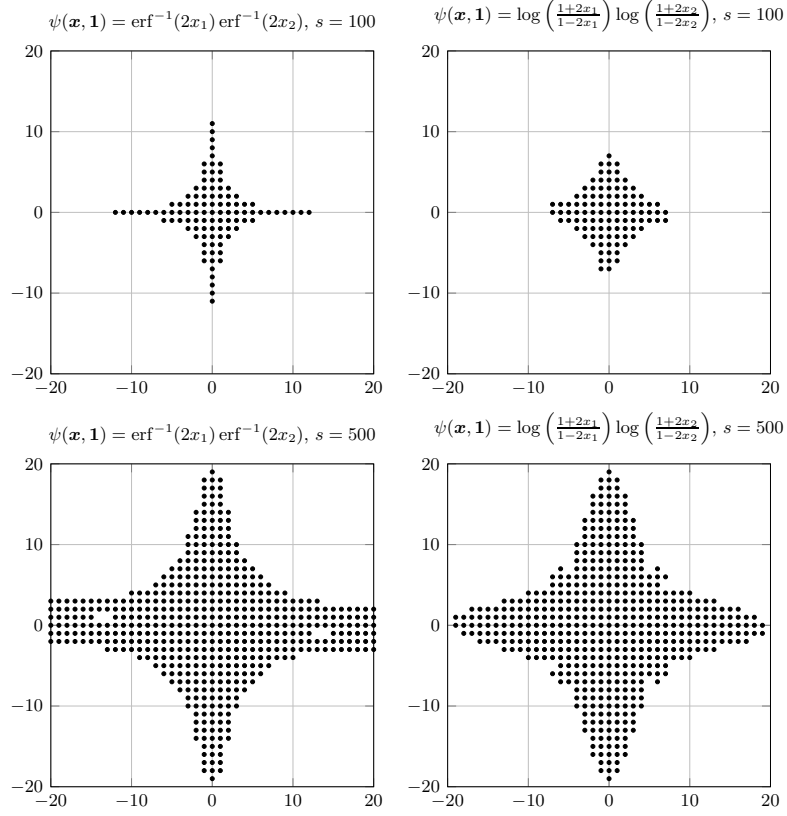 ψ(x, 1) = erf⁻¹(2x₁) erf⁻¹(2x₂), s = 100
20
10
0
−10
−20
−20 −10 0 10 20
ψ(x, 1) = log((1+2x₁)/(1−2x₁)) log((1+2x₂)/(1−2x₂)), s = 100
20
10
0
−10
−20
−20 −10 0 10 20
ψ(x, 1) = erf⁻¹(2x₁) erf⁻¹(2x₂), s = 500
20
10
0
−10
−20
−20 −10 0 10 20
ψ(x, 1) = log((1+2x₁)/(1−2x₁)) log((1+2x₂)/(1−2x₂)), s = 500
20
10
0
−10
−20
−20 −10 0 10 20